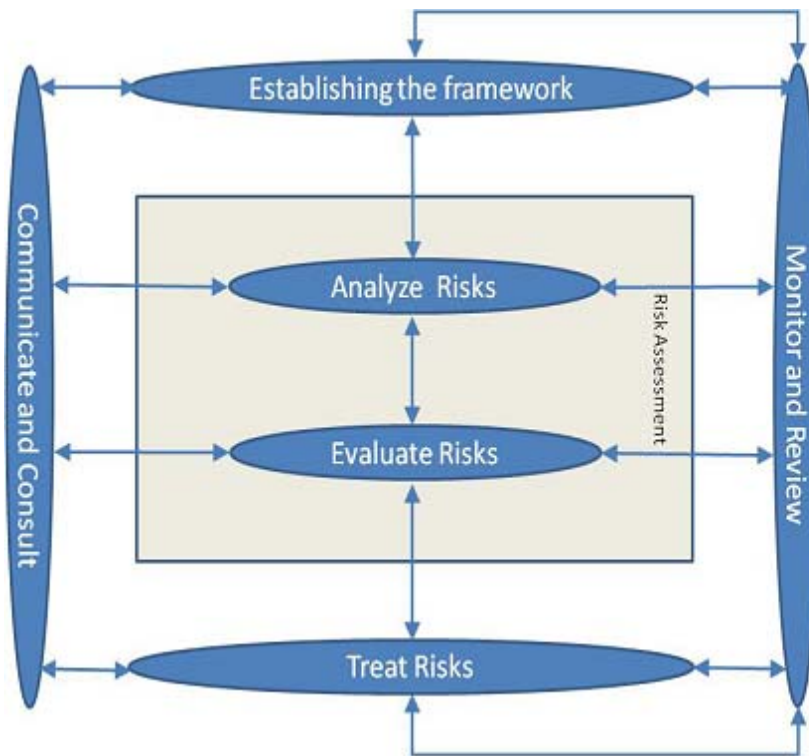 Establishing the framework
Communicate and Consult
Analyze Risks
Risk Assessment
Monitor and Review
Evaluate Risks
Treat Risks